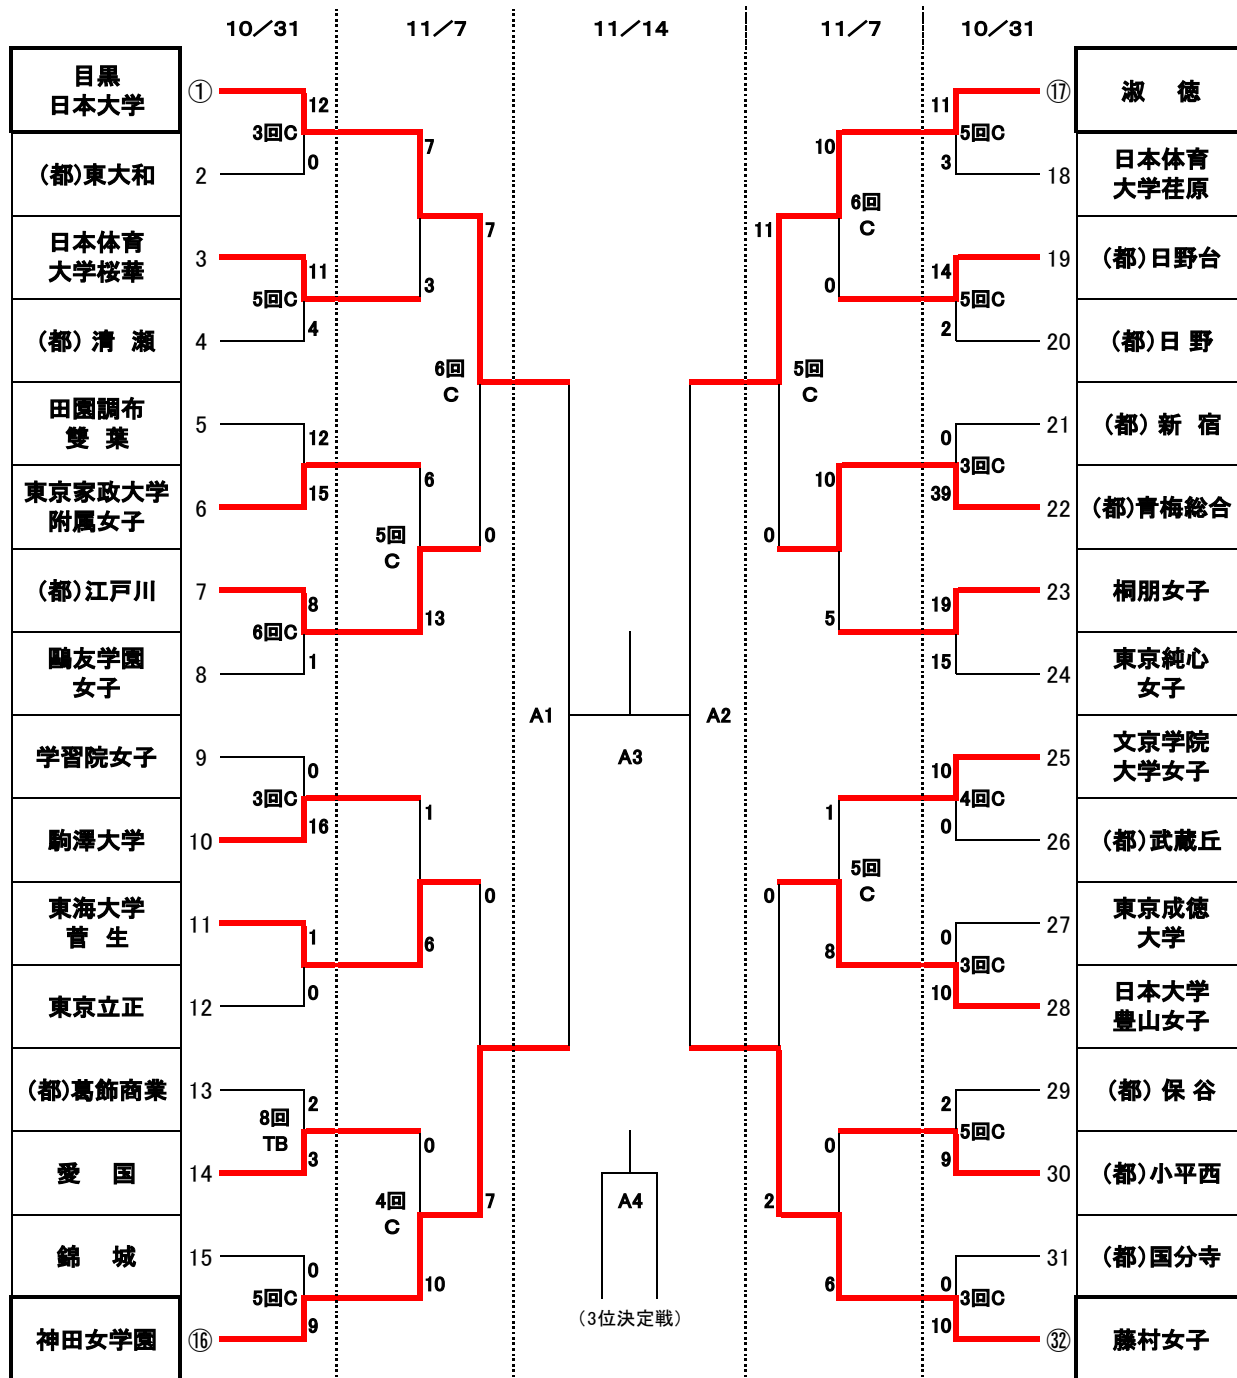 10／31 11／7 11／14 11／7 10／31
目黒
日本大学
①
12
3回C
0
(都)東大和
2
7
日本体育
大学桜華
3
11
5回C
4
3
(都)清 瀬
4
7
6回
C
田園調布
雙 葉
5
12
東京家政大学
附属女子
6
15
6
5回
C
0
(都)江戸川
7
8
6回C
1
13
鷗友学園
女子
8
A1
学習院女子
9
0
3回C
16
駒澤大学
10
1
0
東海大学
菅 生
11
1
6
0
東京立正
12
(都)葛飾商業
13
2
8回
TB
3
愛 国
14
0
4回
C
7
錦 城
15
0
5回C
9
10
神田女学園
⑯
A3
A4
(3位決定戦)
A2
⑰
淑 徳
11
5回C
3
10
18
日本体育
大学荏原
6回
C
11
19
(都)日野台
14
5回C
2
0
20
(都)日 野
5回
C
21
(都)新 宿
0
3回C
39
10
22
(都)青梅総合
0
23
桐朋女子
19
15
5
24
東京純心
女子
25
文京学院
大学女子
10
4回C
0
1
26
(都)武蔵丘
5回
C
0
27
東京成徳
大学
0
3回C
10
8
28
日本大学
豊山女子
29
(都)保 谷
2
5回C
9
0
30
(都)小平西
2
31
(都)国分寺
0
3回C
10
6
㉜
藤村女子